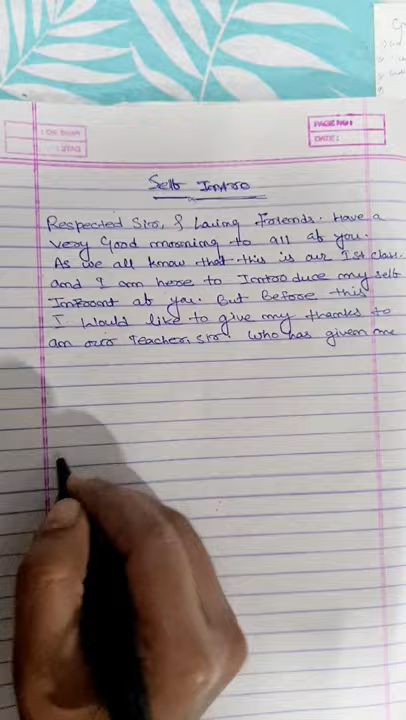 PAGE NO:
DATE:
Self Intro
Respected Sir, & Loving Friends. Have a
very Good morning to all of you.
As we all know that this is our 1st class.
and I am here to Introduce my self
Infront of you. But Before this
I would like to give my thanks to
an our Teacher. Sir. Who has given me